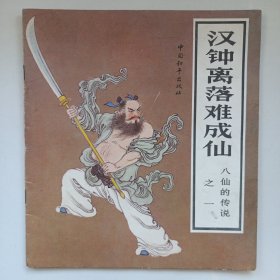 汉钟离落难成仙
八仙的传说
之一
中国和平出版社